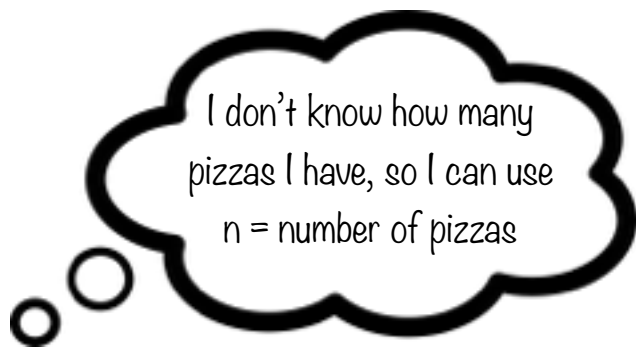 I don’t know how many
pizzas I have, so I can use
n = number of pizzas